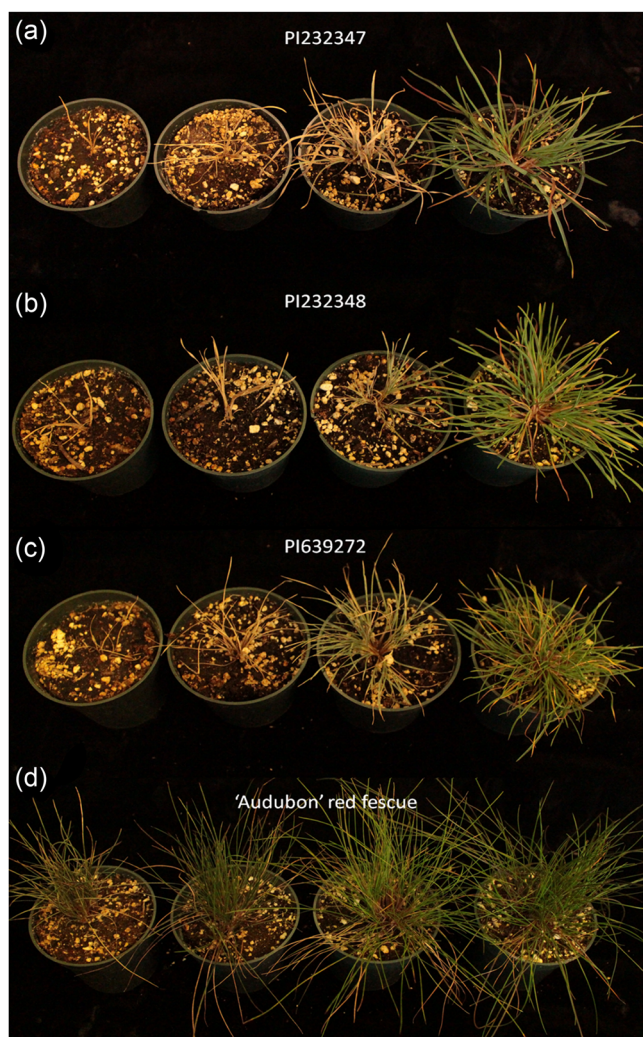 (a)
PI232347
(b)
PI232348
(c)
PI639272
(d)
‘Audubon’ red fescue